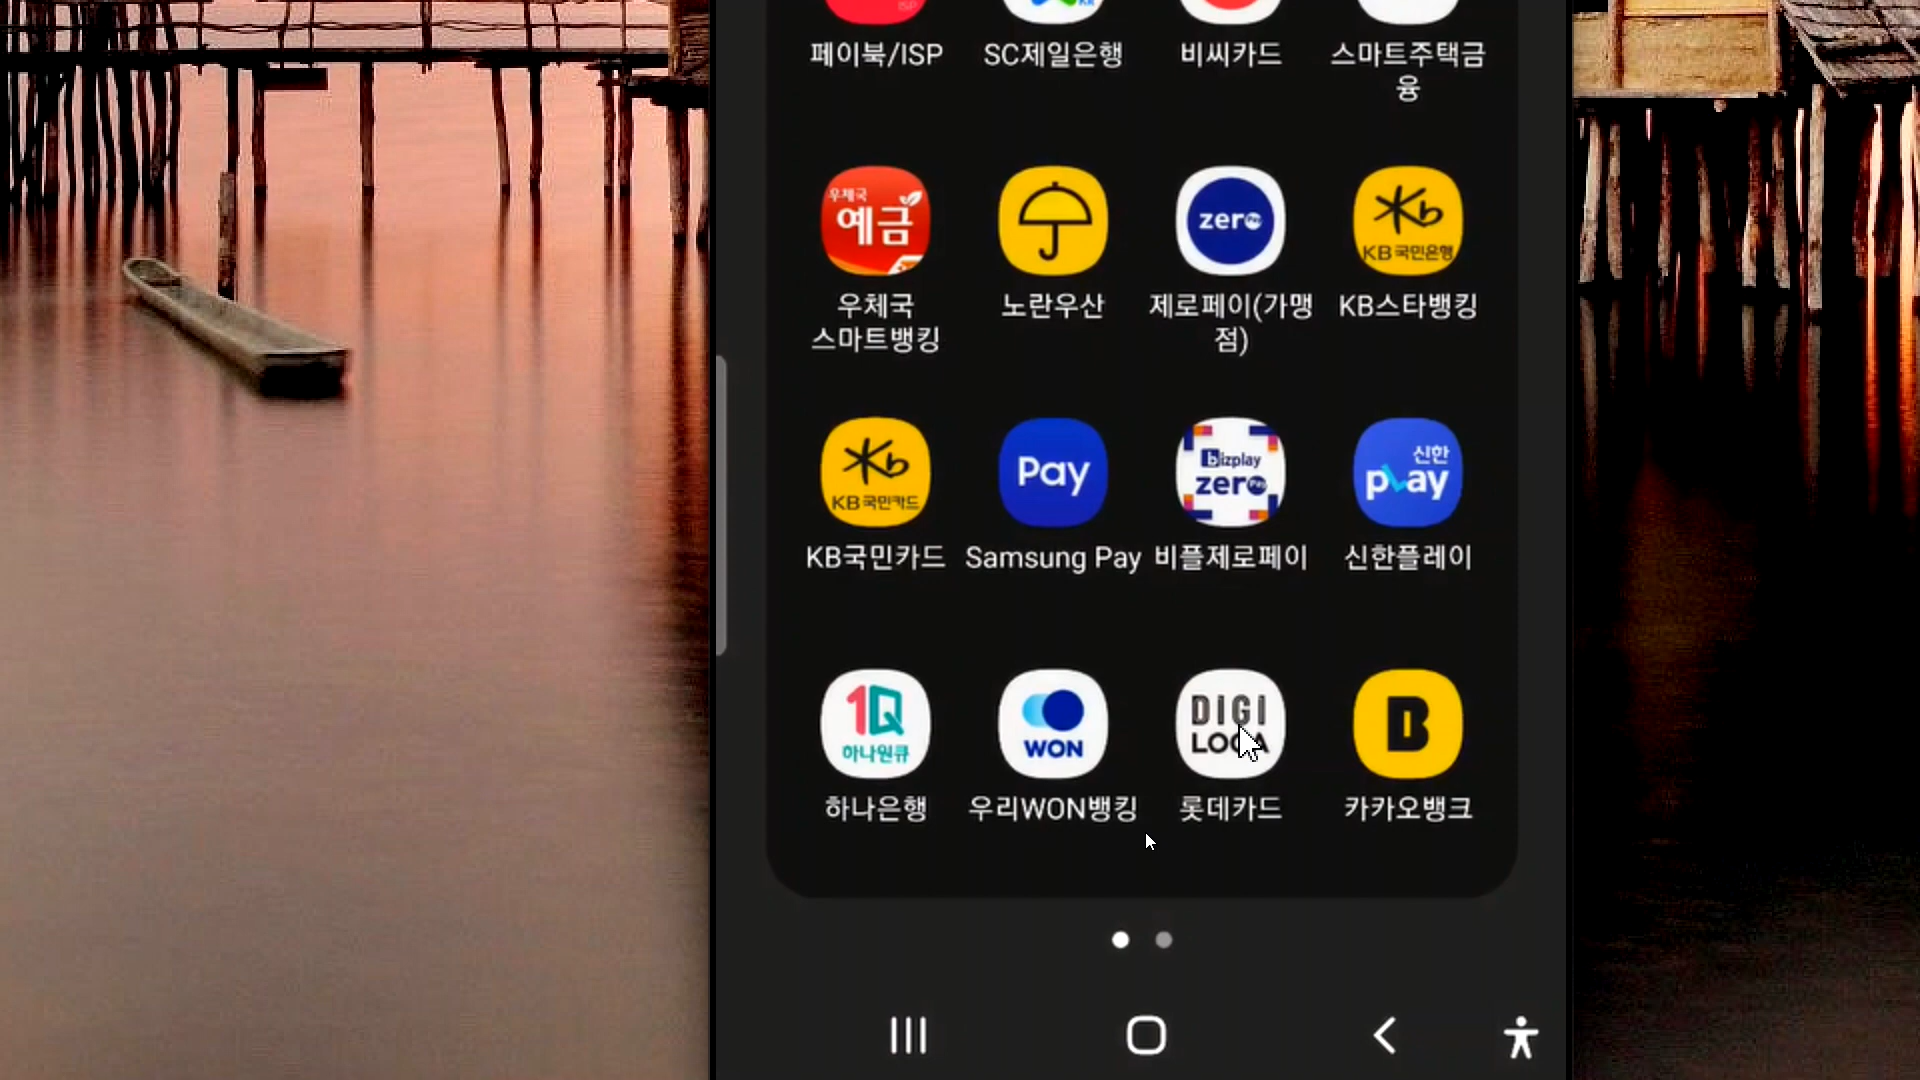 ISP
KR
페이북/ISP
SC제일은행
비씨카드
스마트주택금
융
우체국
예금
zero
Pay
KB국민은행
우체국
스마트뱅킹
노란우산
제로페이(가맹
점)
KB스타뱅킹
KB국민카드
Pay
bizplay
zero
Pay
신한
pLay
KB국민카드
Samsung Pay
비플제로페이
신한플레이
1Q
하나원큐
WON
DIGI
LOCA
B
하나은행
우리WON뱅킹
롯데카드
카카오뱅크